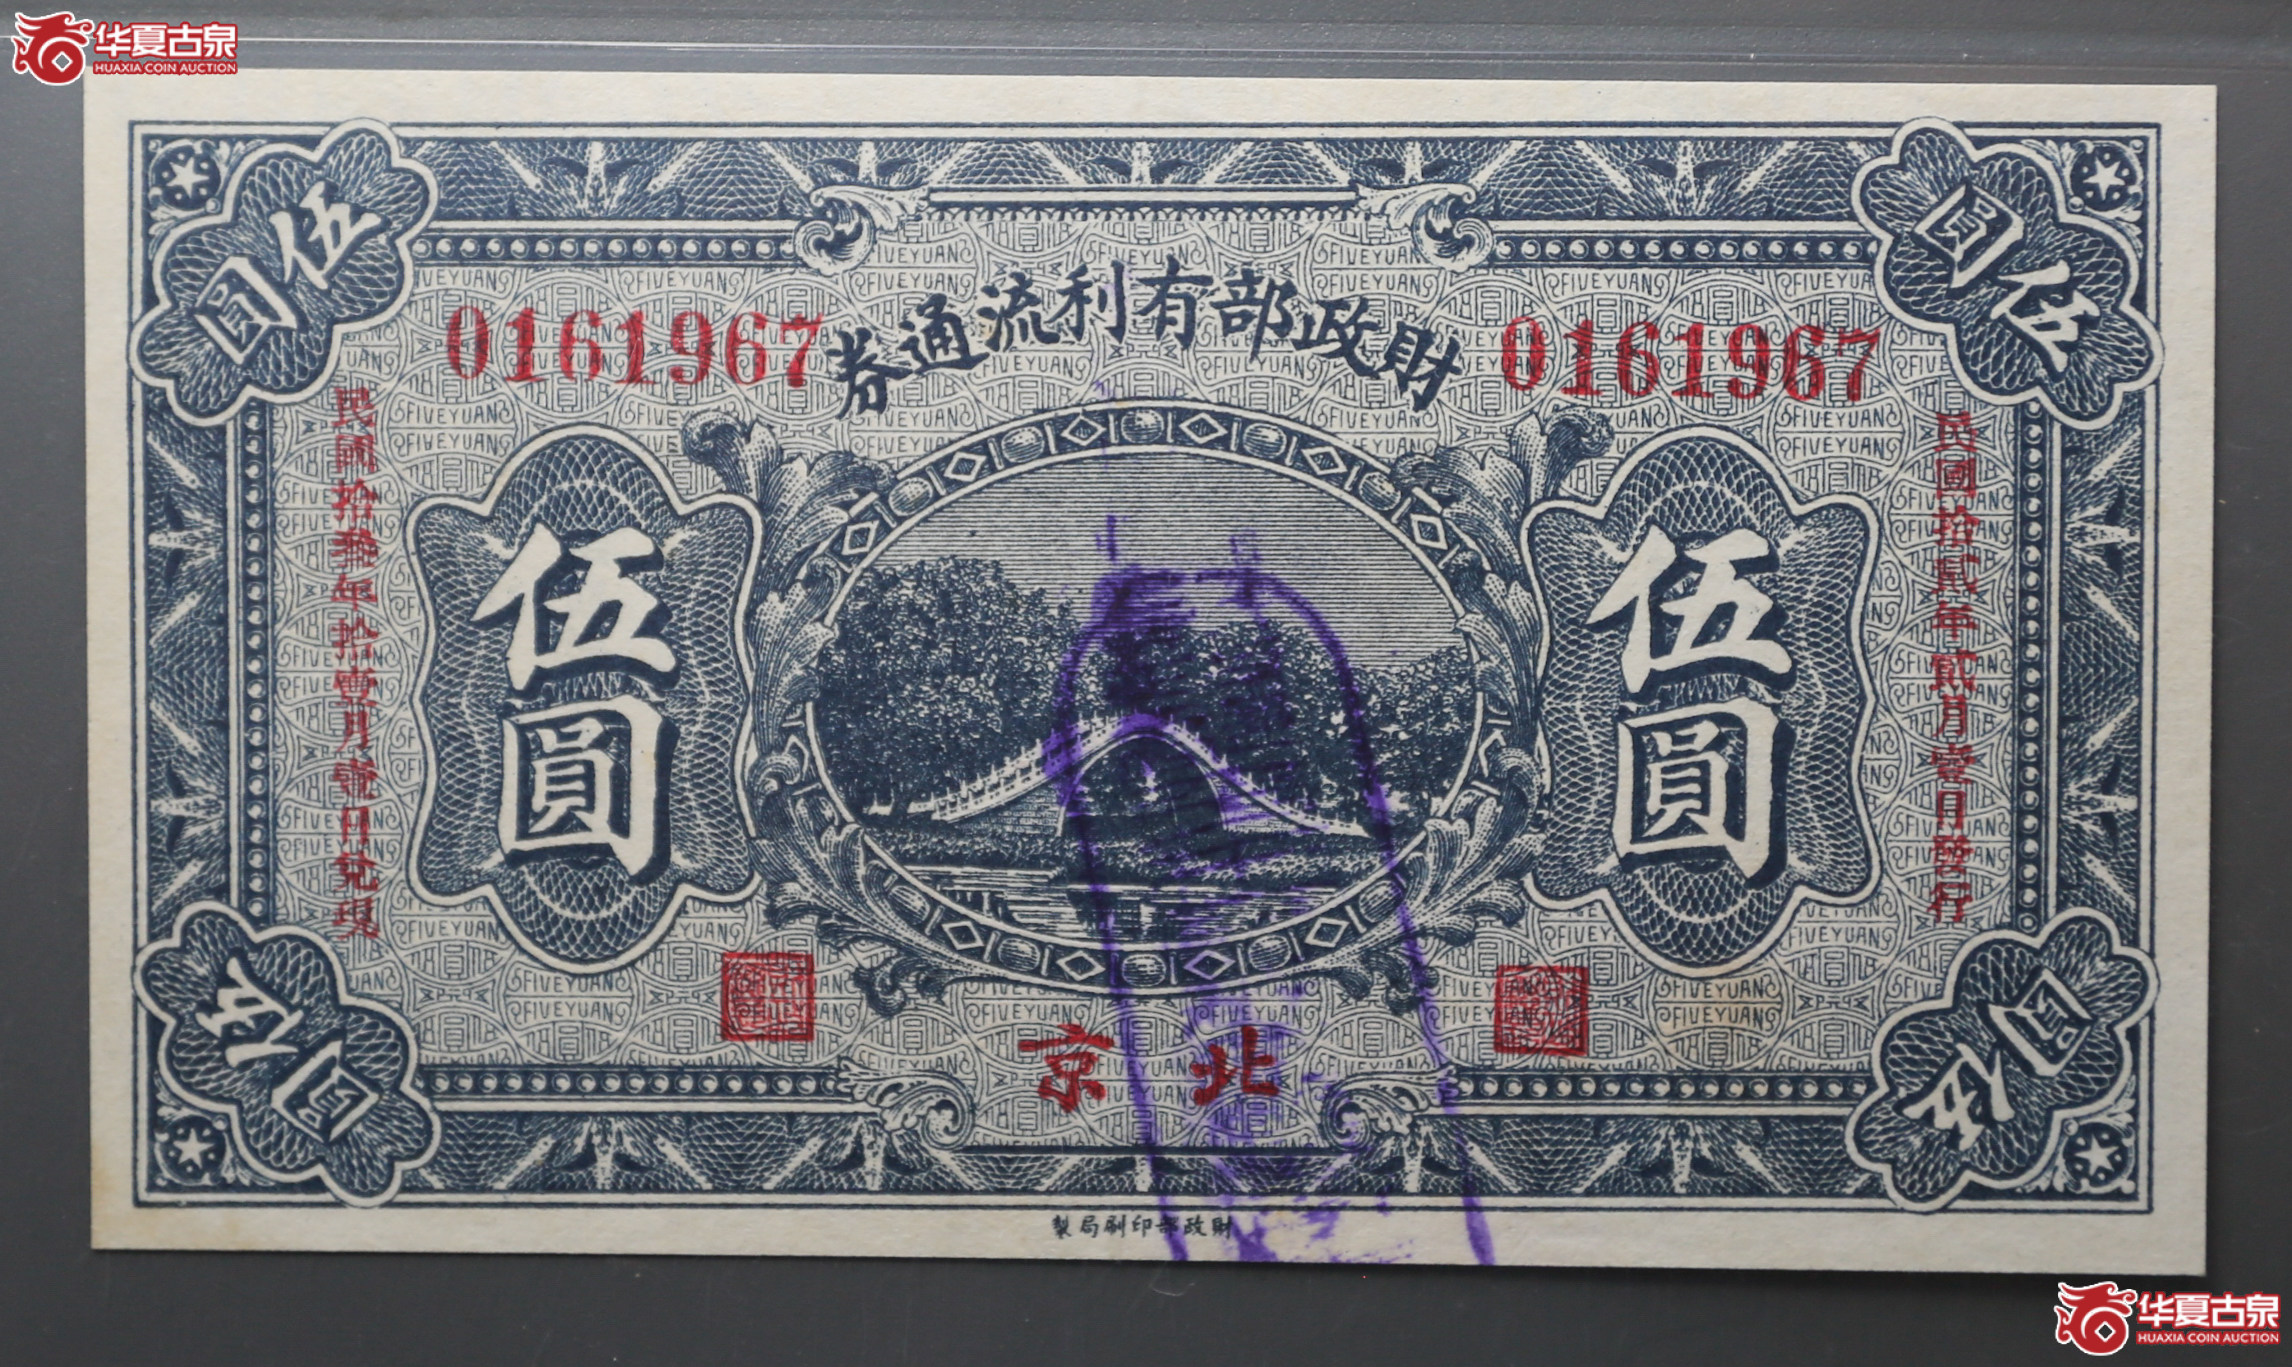 华夏古泉
HUAXIA COIN AUCTION
伍圓
伍圓
財政部有利流通券
0161967
0161967
民國拾貳年貳月壹日發行
民國拾叄年拾壹月壹日兌現
伍圓
伍圓
北京
伍圓
伍圓
財政部印刷局製
华夏古泉
HUAXIA COIN AUCTION